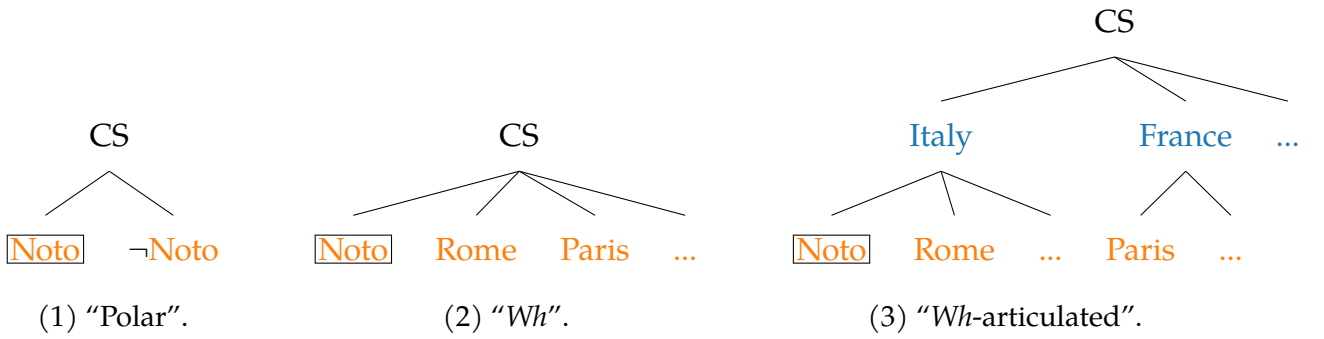 CS
CS
CS
Italy France ...
Noto ¬Noto
Noto Rome Paris ...
Noto Rome ... Paris ...
(1) “Polar”.
(2) “Wh”.
(3) “Wh-articulated”.